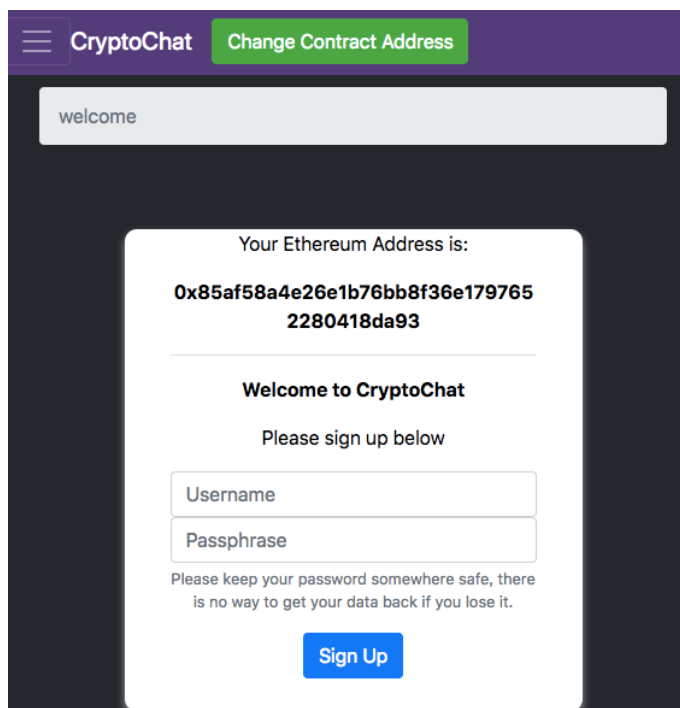 CryptoChat Change Contract Address
welcome
Your Ethereum Address is:
0x85af58a4e26e1b76bb8f36e179765
2280418da93
Welcome to CryptoChat
Please sign up below
Username
Passphrase
Please keep your password somewhere safe, there
is no way to get your data back if you lose it.
Sign Up